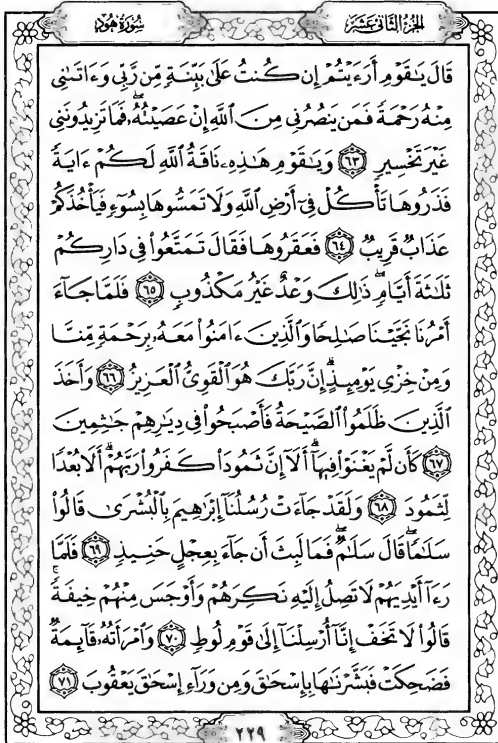 الجزء الثاني عشر
سورة هود
قَالَ يَٰقَوْمِ أَرَءَيْتُمْ إِن كُنتُ عَلَىٰ بَيِّنَةٍ مِّن رَّبِّي وَءَاتَىٰنِي
مِنْهُ رَحْمَةً فَمَن يَنصُرُنِي مِنَ ٱللَّهِ إِنْ عَصَيْتُهُۥۖ فَمَا تَزِيدُونَنِي
غَيْرَ تَخْسِيرٍ ٦٣ وَيَٰقَوْمِ هَٰذِهِۦ نَاقَةُ ٱللَّهِ لَكُمْ ءَايَةً
فَذَرُوهَا تَأْكُلْ فِيٓ أَرْضِ ٱللَّهِ وَلَا تَمَسُّوهَا بِسُوٓءٍ فَيَأْخُذَكُمْ
عَذَابٌ قَرِيبٌ ٦٤ فَعَقَرُوهَا فَقَالَ تَمَتَّعُوا۟ فِي دَارِكُمْ
ثَلَٰثَةَ أَيَّامٍۖ ذَٰلِكَ وَعْدٌ غَيْرُ مَكْذُوبٍ ٦٥ فَلَمَّا جَآءَ
أَمْرُنَا نَجَّيْنَا صَٰلِحًا وَٱلَّذِينَ ءَامَنُوا۟ مَعَهُۥ بِرَحْمَةٍ مِّنَّا
وَمِنْ خِزْيِ يَوْمِئِذٍۗ إِنَّ رَبَّكَ هُوَ ٱلْقَوِيُّ ٱلْعَزِيزُ ٦٦ وَأَخَذَ
ٱلَّذِينَ ظَلَمُوا۟ ٱلصَّيْحَةُ فَأَصْبَحُوا۟ فِي دِيَٰرِهِمْ جَٰثِمِينَ
٦٧ كَأَن لَّمْ يَغْنَوْا۟ فِيهَآۗ أَلَآ إِنَّ ثَمُودَا۟ كَفَرُوا۟ رَبَّهُمْۗ أَلَا بُعْدًا
لِّثَمُودَ ٦٨ وَلَقَدْ جَآءَتْ رُسُلُنَآ إِبْرَٰهِيمَ بِٱلْبُشْرَىٰ قَالُوا۟
سَلَٰمًاۖ قَالَ سَلَٰمٌۖ فَمَا لَبِثَ أَن جَآءَ بِعِجْلٍ حَنِيذٍ ٦٩ فَلَمَّا
رَءَآ أَيْدِيَهُمْ لَا تَصِلُ إِلَيْهِ نَكِرَهُمْ وَأَوْجَسَ مِنْهُمْ خِيفَةًۚ
قَالُوا۟ لَا تَخَفْ إِنَّآ أُرْسِلْنَآ إِلَىٰ قَوْمِ لُوطٍ ٧٠ وَٱمْرَأَتُهُۥ قَآئِمَةٌ
فَضَحِكَتْ فَبَشَّرْنَٰهَا بِإِسْحَٰقَ وَمِن وَرَآءِ إِسْحَٰقَ يَعْقُوبَ ٧١
٢٢٩